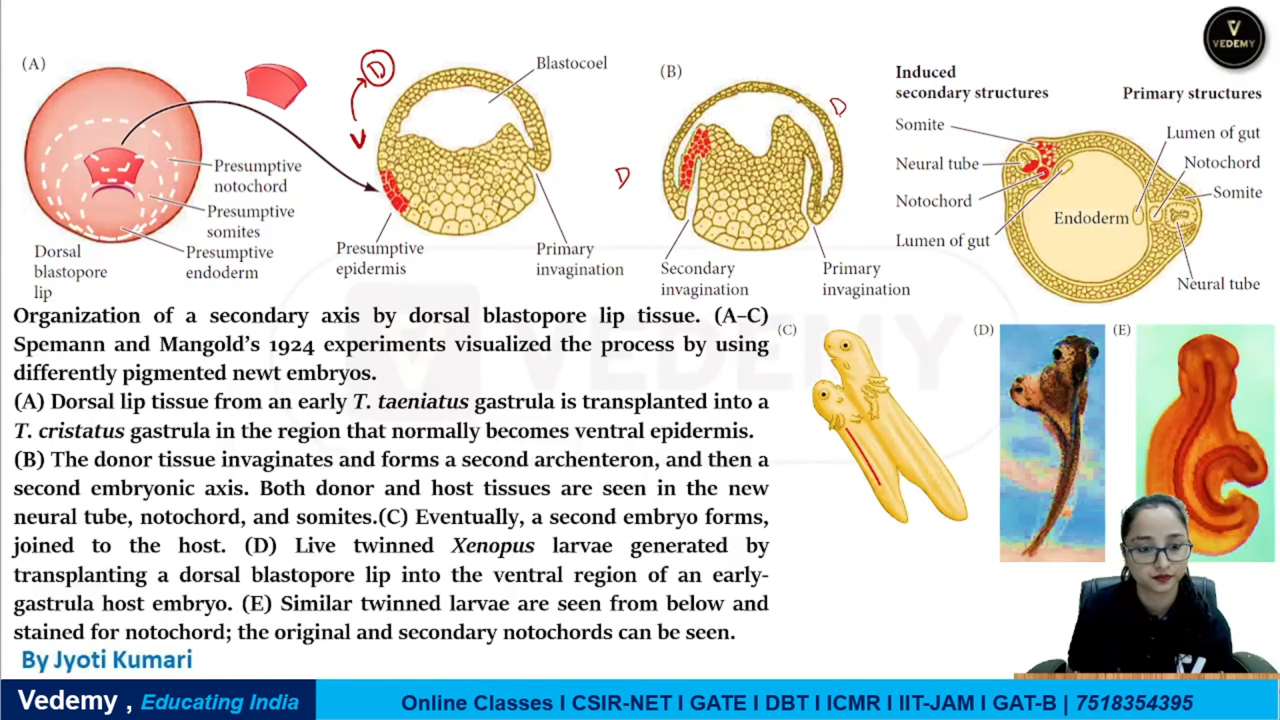 VEDEMY
(A)
Presumptive
notochord
Presumptive
somites
Presumptive
endoderm
Dorsal
blastopore
lip
V
D
Blastocoel
Presumptive
epidermis
Primary
invagination
(B)
D
D
Secondary
invagination
Primary
invagination
Induced
secondary structures
Primary structures
Somite
Neural tube
Notochord
Lumen of gut
Endoderm
Lumen of gut
Notochord
Somite
Neural tube
Organization of a secondary axis by dorsal blastopore lip tissue. (A–C)
Spemann and Mangold's 1924 experiments visualized the process by using
differently pigmented newt embryos.
(A) Dorsal lip tissue from an early T. taeniatus gastrula is transplanted into a
T. cristatus gastrula in the region that normally becomes ventral epidermis.
(B) The donor tissue invaginates and forms a second archenteron, and then a
second embryonic axis. Both donor and host tissues are seen in the new
neural tube, notochord, and somites.(C) Eventually, a second embryo forms,
joined to the host. (D) Live twinned Xenopus larvae generated by
transplanting a dorsal blastopore lip into the ventral region of an early-
gastrula host embryo. (E) Similar twinned larvae are seen from below and
stained for notochord; the original and secondary notochords can be seen.
(C)
(D)
(E)
VEDEMY
By Jyoti Kumari
Vedemy , Educating India
Online Classes I CSIR-NET I GATE I DBT I ICMR I IIT-JAM I GAT-B | 7518354395